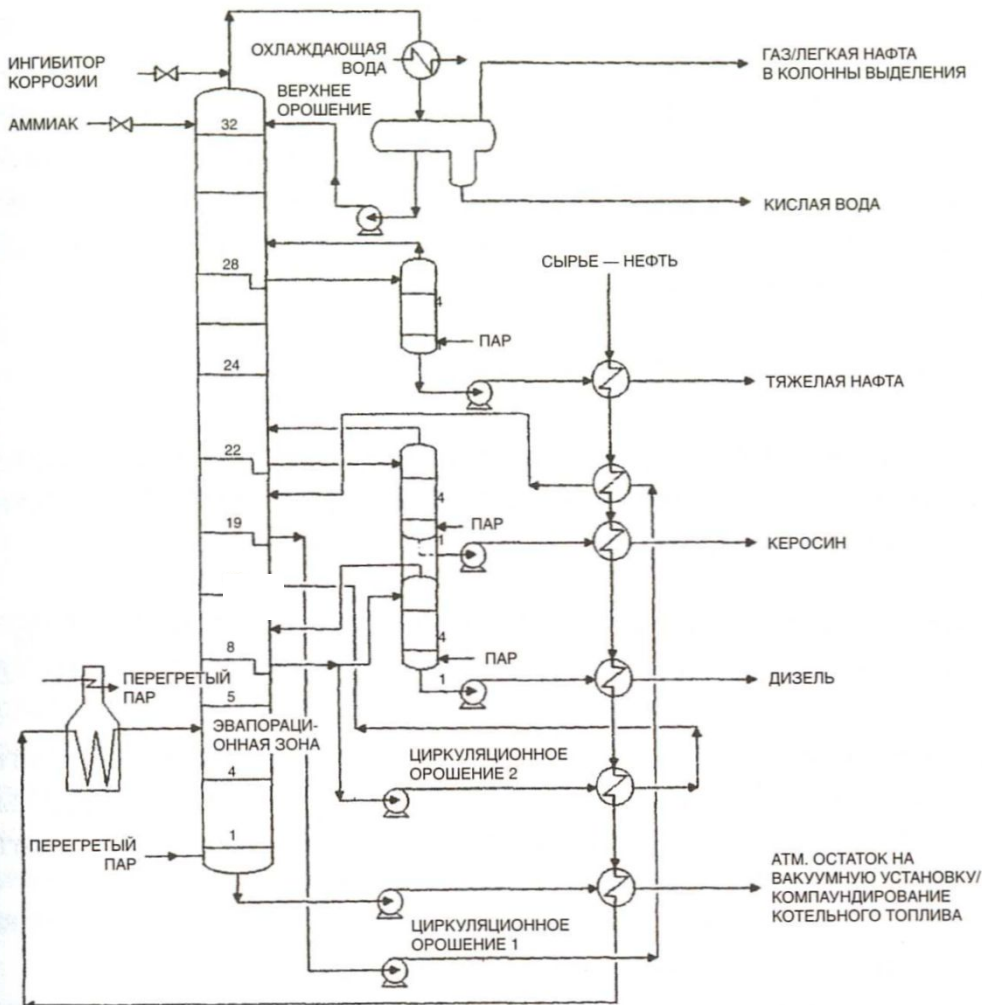 ИНГИБИТОР
КОРРОЗИИ
АММИАК
ОХЛАЖДАЮЩАЯ
ВОДА
ВЕРХНЕЕ
ОРОШЕНИЕ
ГАЗ/ЛЕГКАЯ НАФТА
В КОЛОННЫ ВЫДЕЛЕНИЯ
32
КИСЛАЯ ВОДА
СЫРЬЕ — НЕФТЬ
28
4
ПАР
1
24
ТЯЖЕЛАЯ НАФТА
22
4
ПАР
19
1
КЕРОСИН
8
4
ПАР
1
ДИЗЕЛЬ
ПЕРЕГРЕТЫЙ
ПАР
5
ЭВАПОРАЦИ-
ОННАЯ ЗОНА
ЦИРКУЛЯЦИОННОЕ
ОРОШЕНИЕ 2
4
1
ПЕРЕГРЕТЫЙ
ПАР
АТМ. ОСТАТОК НА
ВАКУУМНУЮ УСТАНОВКУ/
КОМПАУНДИРОВАНИЕ
КОТЕЛЬНОГО ТОПЛИВА
ЦИРКУЛЯЦИОННОЕ
ОРОШЕНИЕ 1